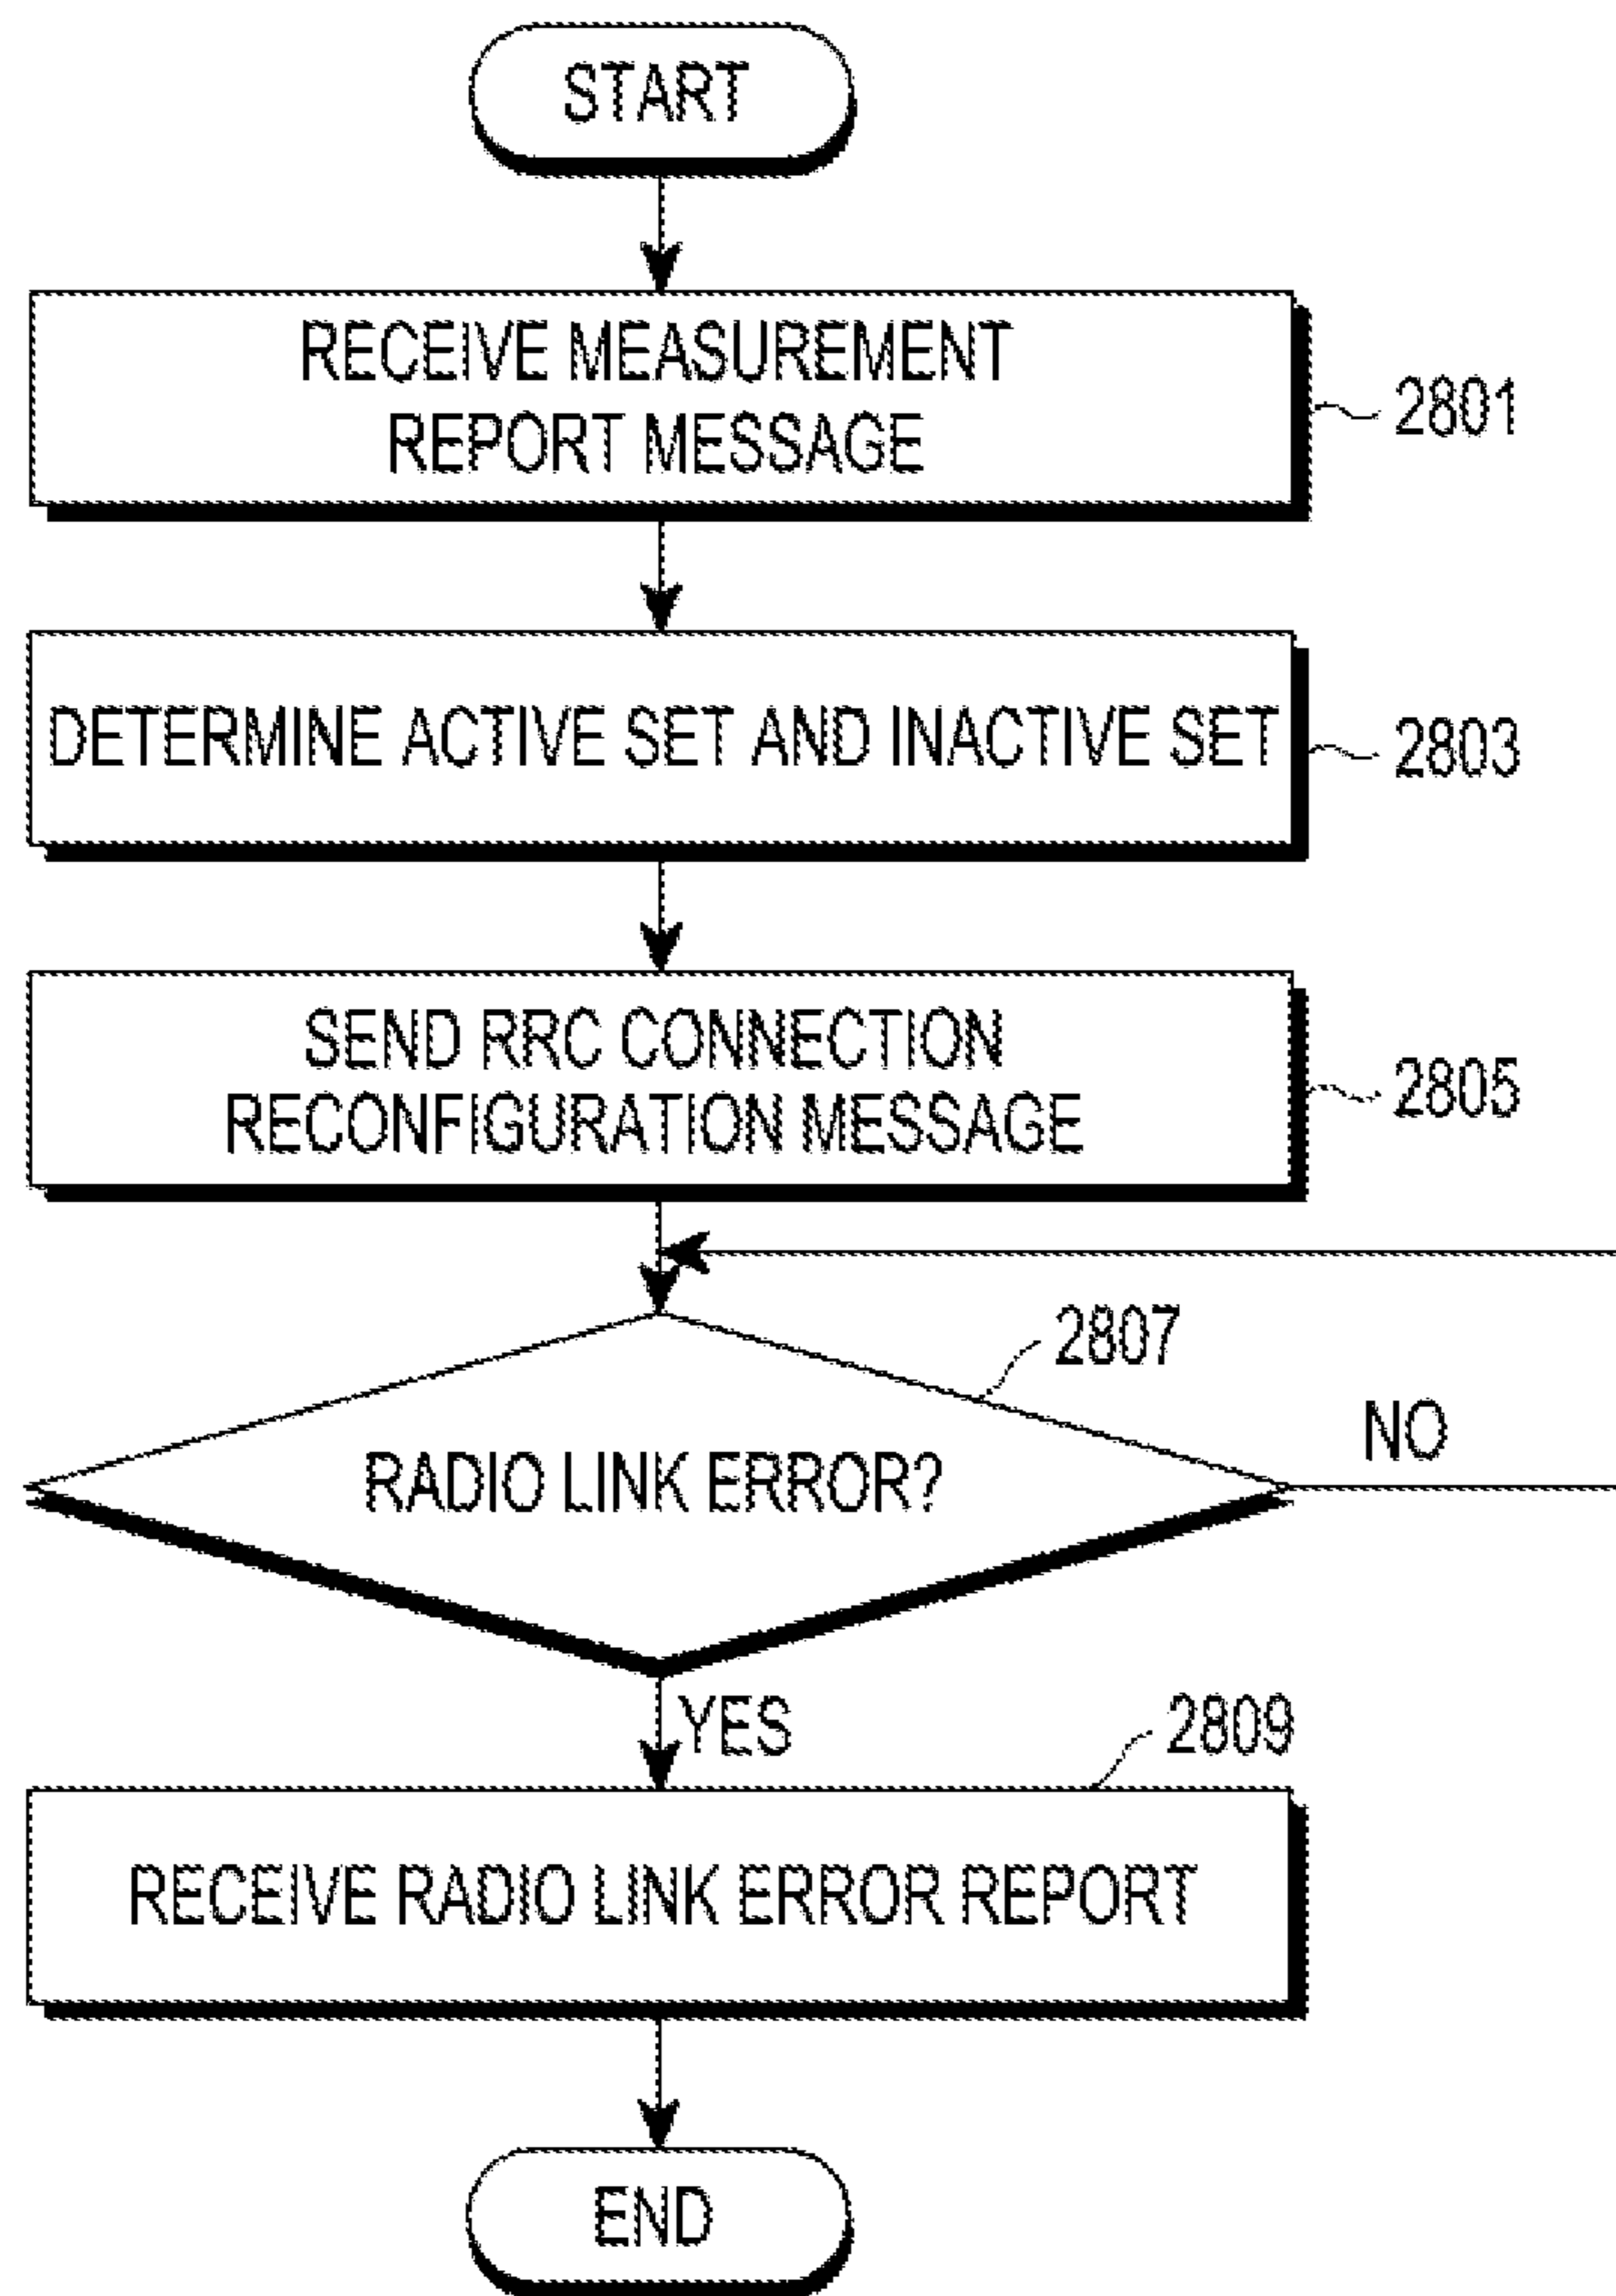 START
RECEIVE MEASUREMENT
REPORT MESSAGE
2801
DETERMINE ACTIVE SET AND INACTIVE SET
2803
SEND RRC CONNECTION
RECONFIGURATION MESSAGE
2805
2807
RADIO LINK ERROR?
NO
YES
2809
RECEIVE RADIO LINK ERROR REPORT
END